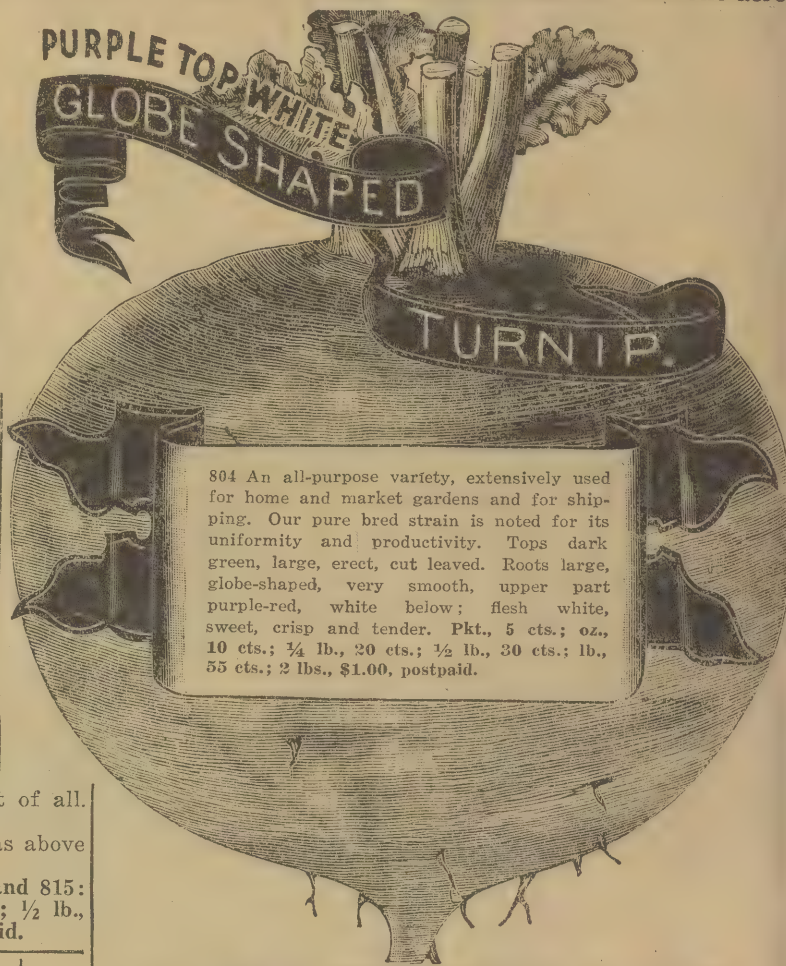 PURPLE TOP WHITE
GLOBE SHAPED
TURNIP.
804 An all-purpose variety, extensively used
for home and market gardens and for ship-
ping. Our pure bred strain is noted for its
uniformity and productivity. Tops dark
green, large, erect, cut leaved. Roots large,
globe-shaped, very smooth, upper part
purple-red, white below; flesh white,
sweet, crisp and tender. Pkt., 5 cts.; oz.,
10 cts.; ¼ lb., 20 cts.; ½ lb., 30 cts.; lb.,
55 cts.; 2 lbs., $1.00, postpaid.
of all.
as above
and 815:
; ½ lb.,